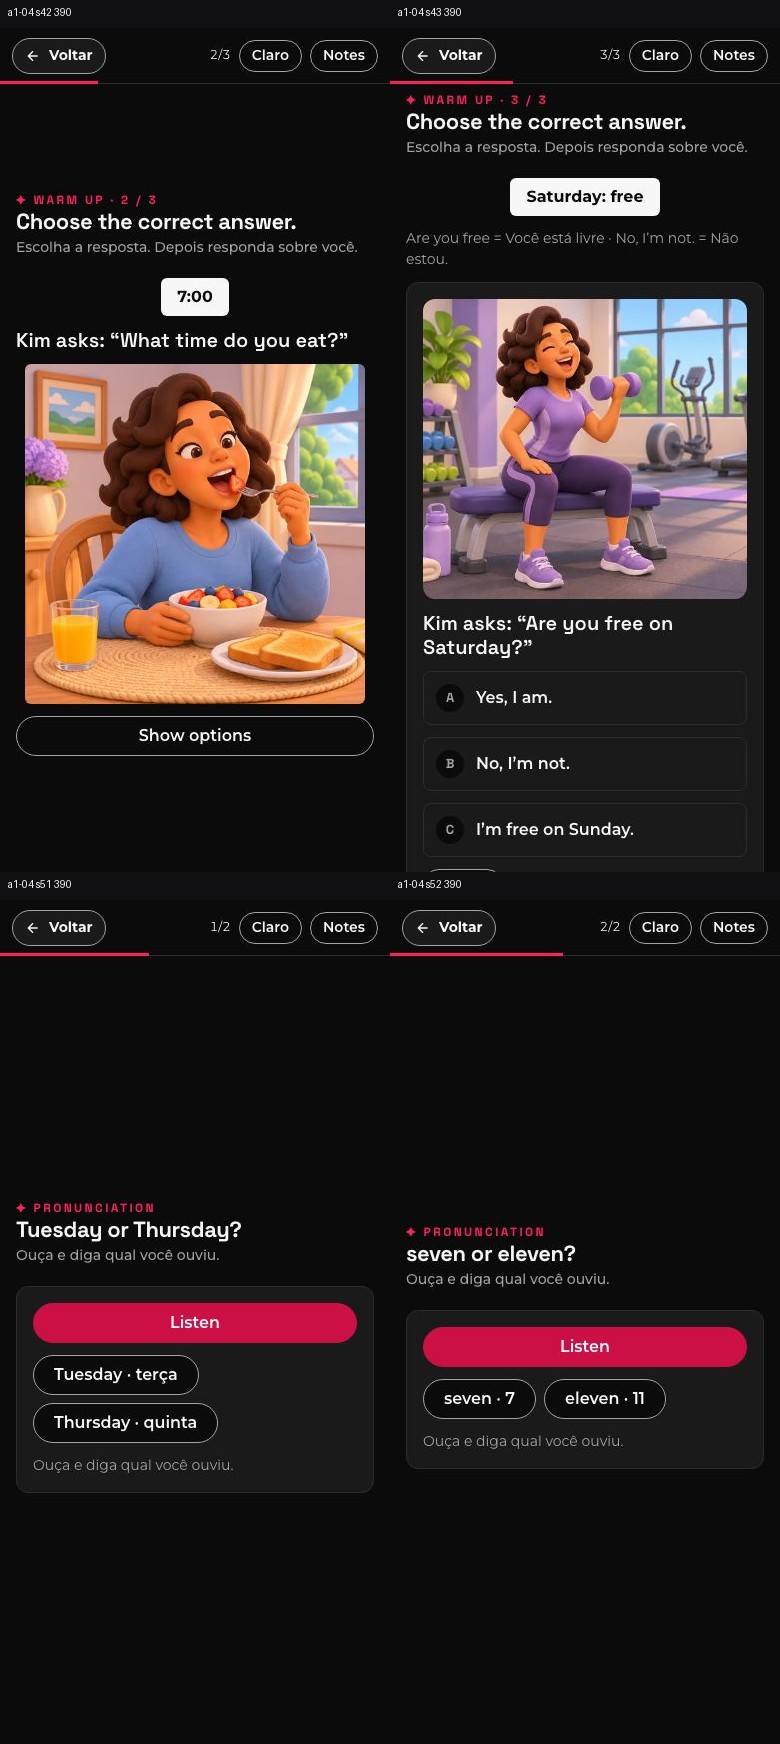 a1-04 s42 390
Voltar
2/3
Claro
Notes
WARM UP · 2 / 3
Choose the correct answer.
Escolha a resposta. Depois responda sobre você.
7:00
Kim asks: “What time do you eat?”
Show options
a1-04 s43 390
Voltar
3/3
Claro
Notes
WARM UP · 3 / 3
Choose the correct answer.
Escolha a resposta. Depois responda sobre você.
Saturday: free
Are you free = Você está livre · No, I’m not. = Não
estou.
Kim asks: “Are you free on
Saturday?”
A Yes, I am.
B No, I’m not.
C I’m free on Sunday.
a1-04 s51 390
Voltar
1/2
Claro
Notes
PRONUNCIATION
Tuesday or Thursday?
Ouça e diga qual você ouviu.
Listen
Tuesday · terça
Thursday · quinta
Ouça e diga qual você ouviu.
a1-04 s52 390
Voltar
2/2
Claro
Notes
PRONUNCIATION
seven or eleven?
Ouça e diga qual você ouviu.
Listen
seven · 7
eleven · 11
Ouça e diga qual você ouviu.